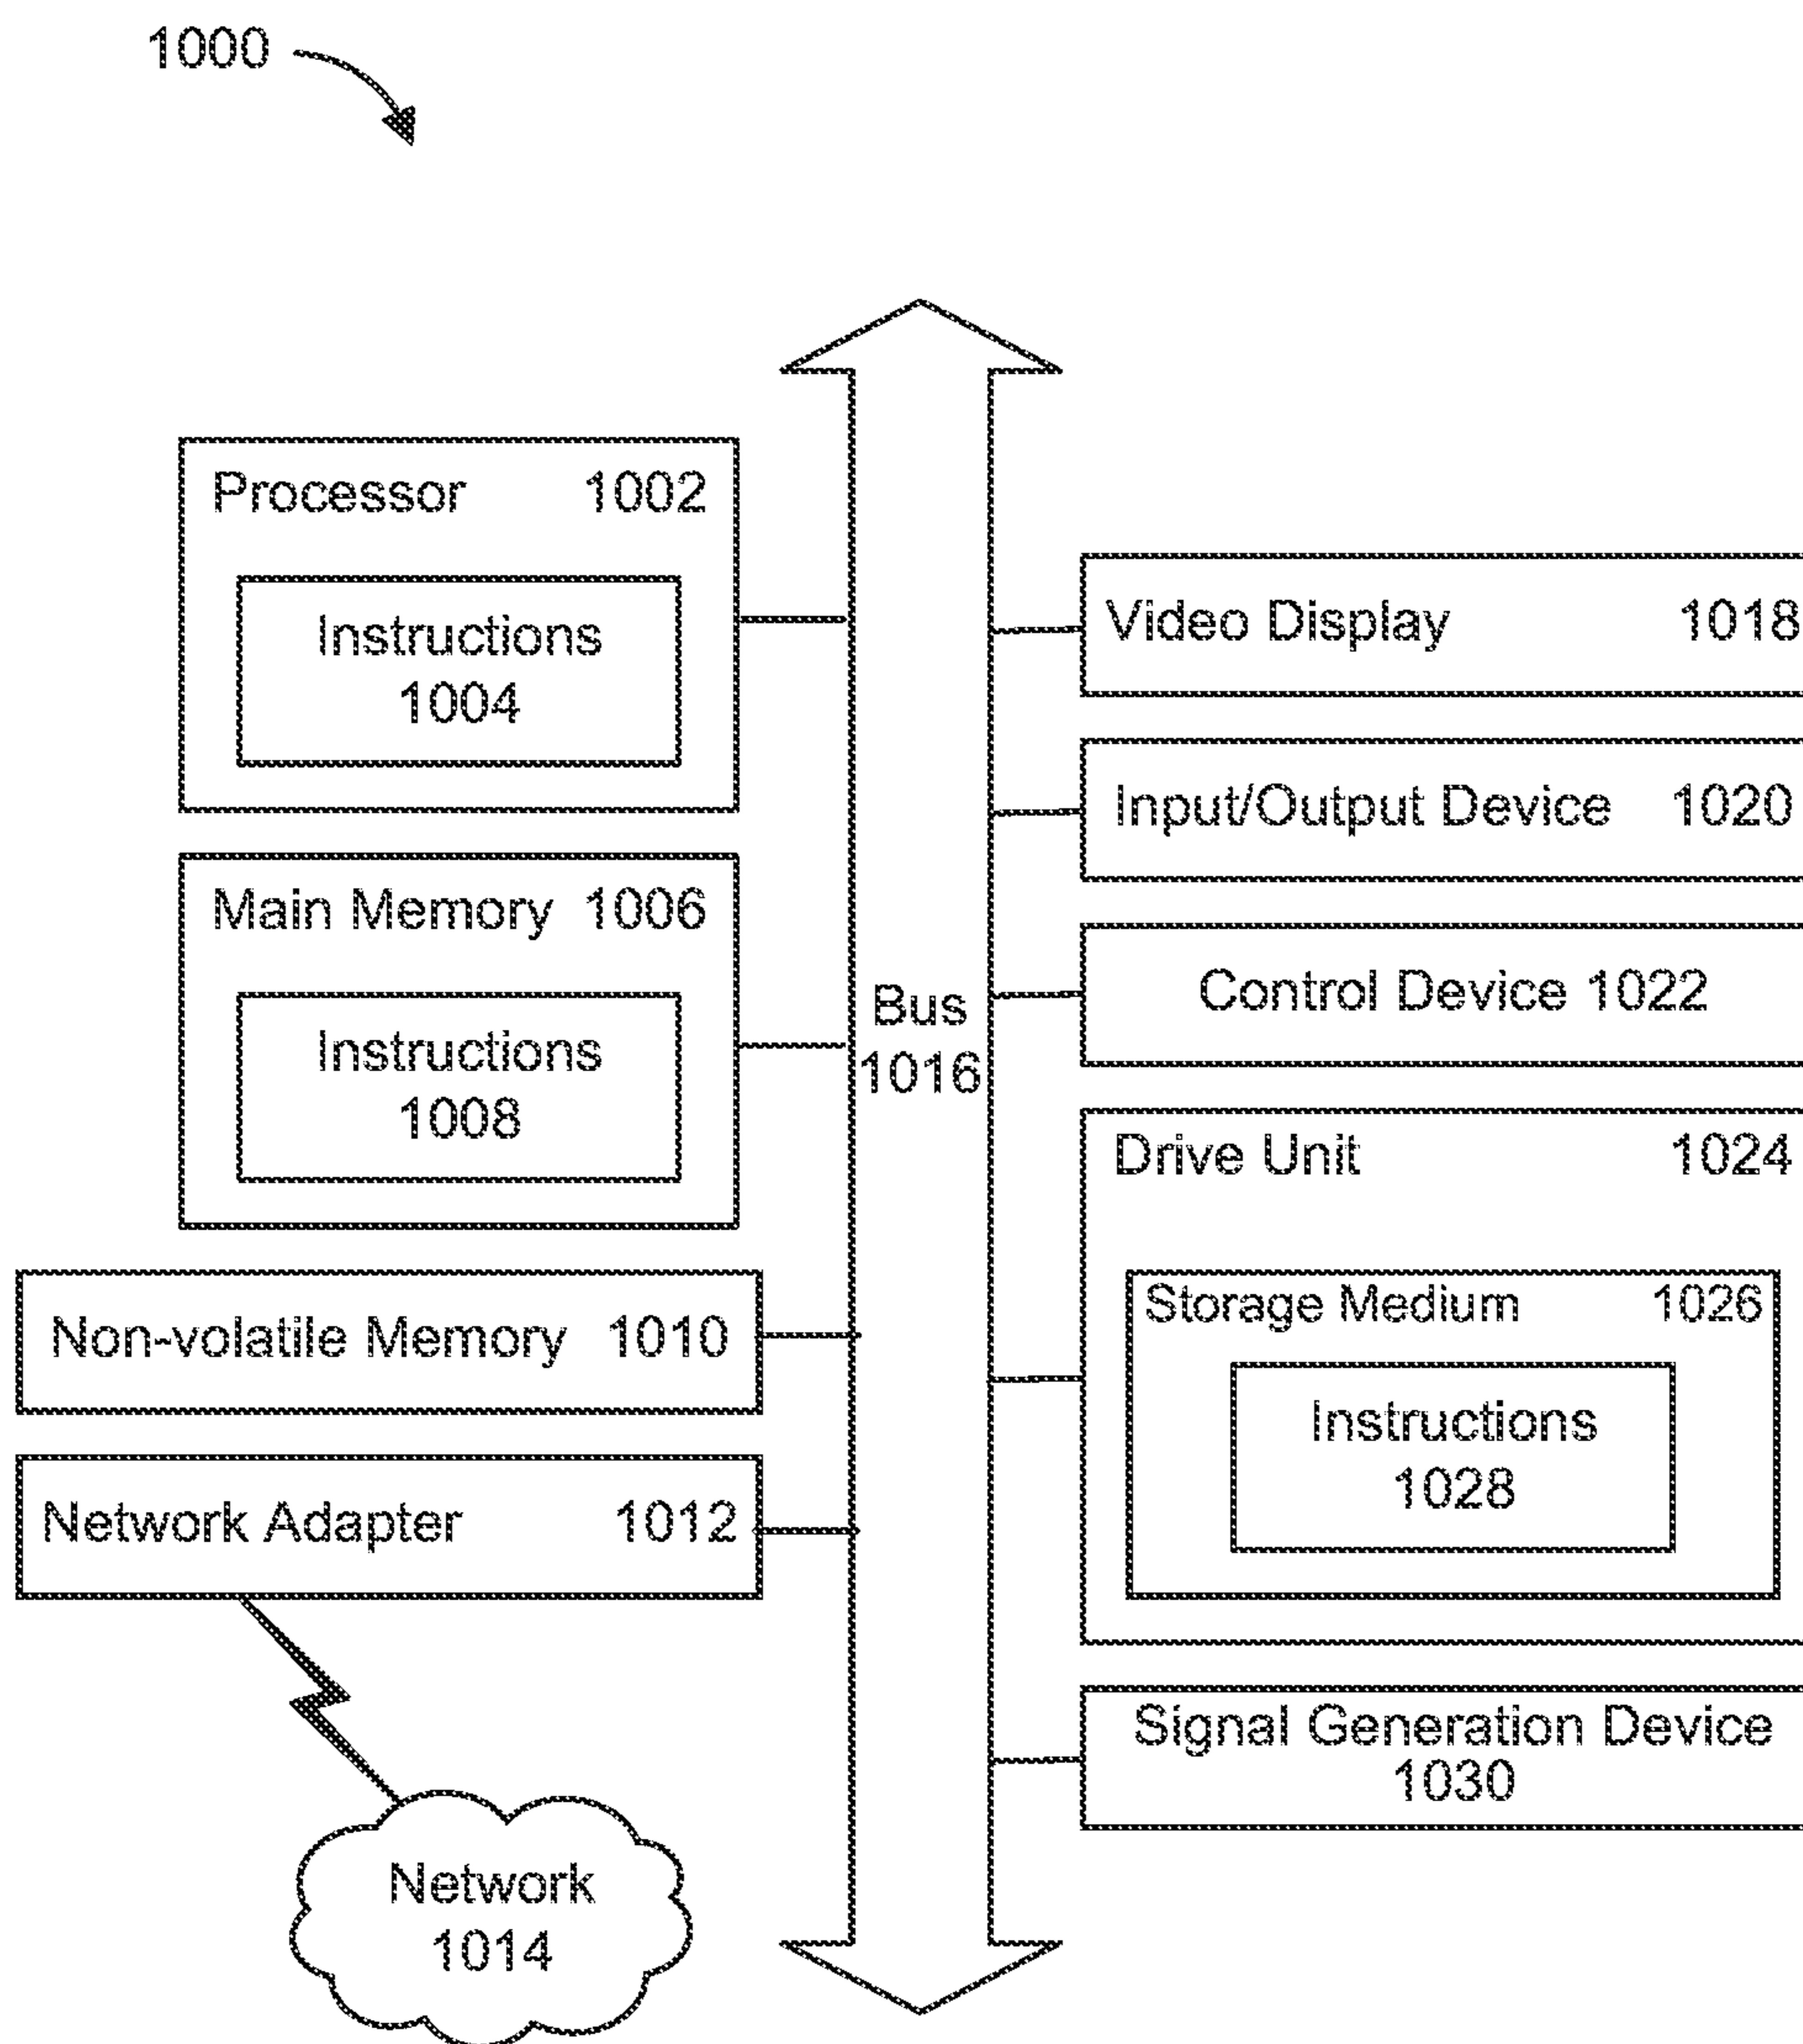 1000
Processor 1002
Instructions
1004
Main Memory 1006
Instructions
1008
Non-volatile Memory 1010
Network Adapter 1012
Network
1014
Bus
1016
Video Display 1018
Input/Output Device 1020
Control Device 1022
Drive Unit 1024
Storage Medium 1026
Instructions
1028
Signal Generation Device
1030